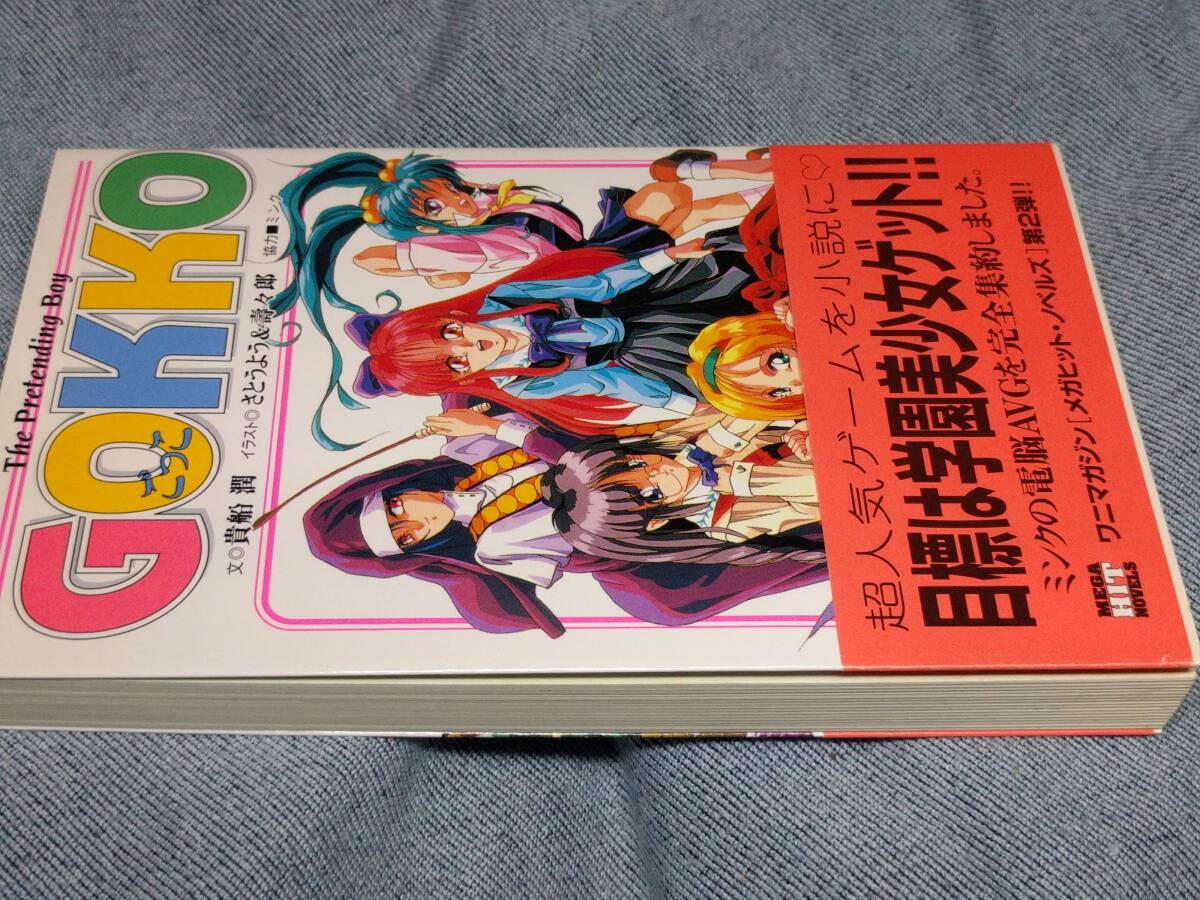 The Pretending Boy
GOKKO
ごっこ
文◎貴船 潤
イラスト◎さとうよう&壽々郎
協力■ミンク
超人気ゲームを小説に♡
目標は学園美少女ゲット!!
ミンクの電脳AVGを完全集約しました。
ワニマガジン[メガヒット・ノベルズ]第2弾!!
MEGA
HIT
NOVELS